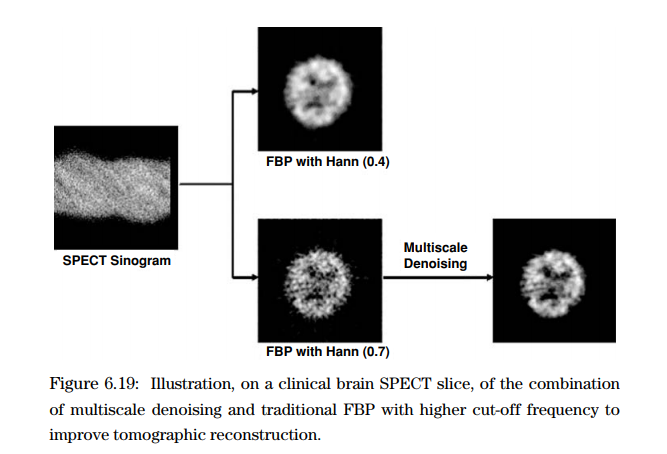 FBP with Hann (0.4)
SPECT Sinogram
Multiscale
Denoising
FBP with Hann (0.7)
Figure 6.19: Illustration, on a clinical brain SPECT slice, of the combination
of multiscale denoising and traditional FBP with higher cut-off frequency to
improve tomographic reconstruction.